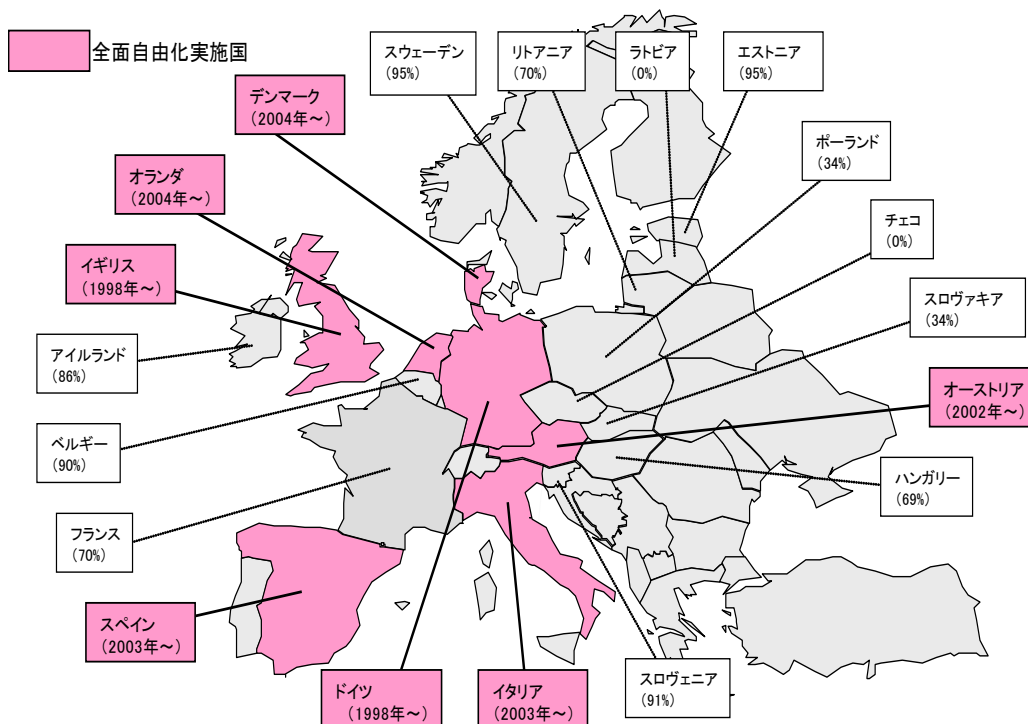 全面自由化実施国
スウェーデン
(95%)
リトアニア
(70%)
ラトビア
(0%)
エストニア
(95%)
デンマーク
(2004年～)
ポーランド
(34%)
オランダ
(2004年～)
チェコ
(0%)
イギリス
(1998年～)
スロヴァキア
(34%)
アイルランド
(86%)
オーストリア
(2002年～)
ベルギー
(90%)
ハンガリー
(69%)
フランス
(70%)
スペイン
(2003年～)
ドイツ
(1998年～)
イタリア
(2003年～)
スロヴェニア
(91%)